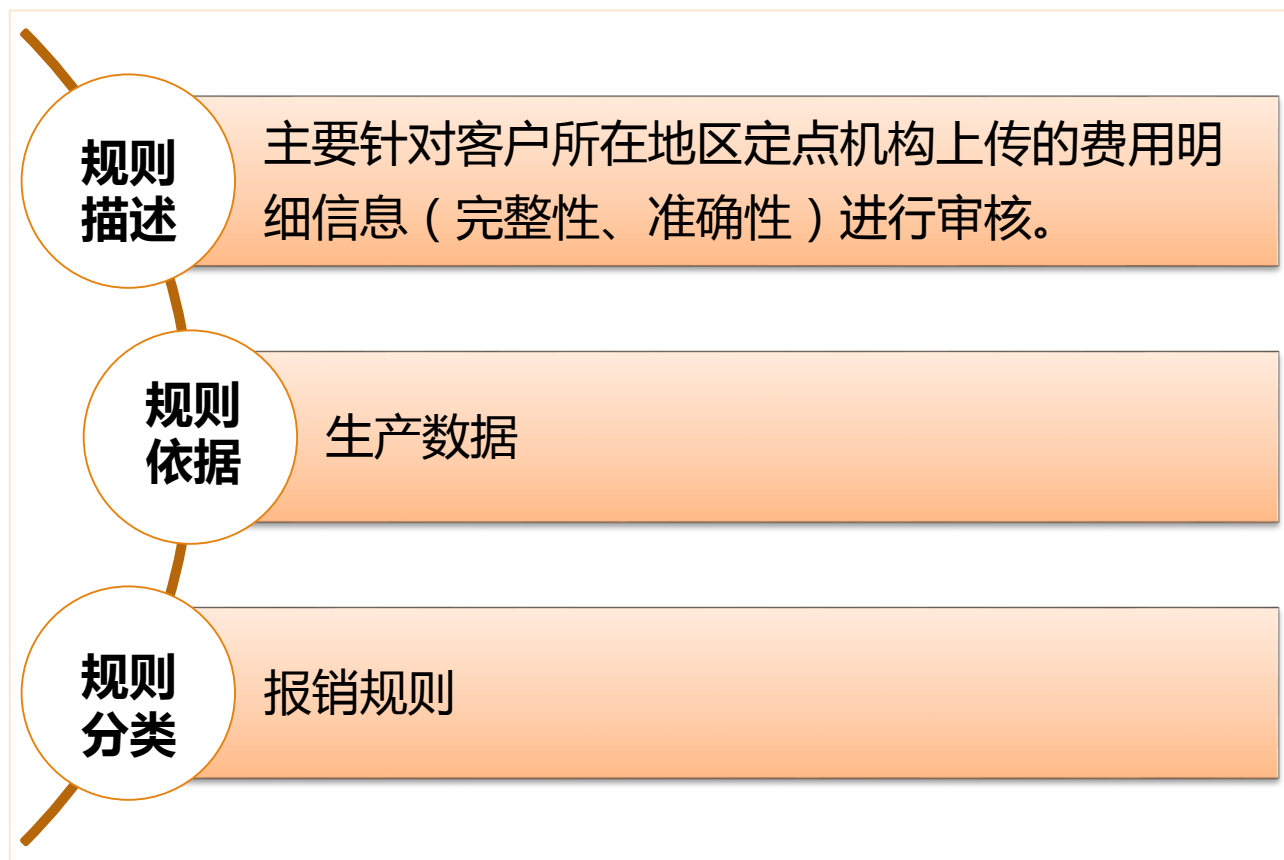 规则
描述
主要针对客户所在地区定点机构上传的费用明
细信息（完整性、准确性）进行审核。
规则
依据
生产数据
规则
分类
报销规则